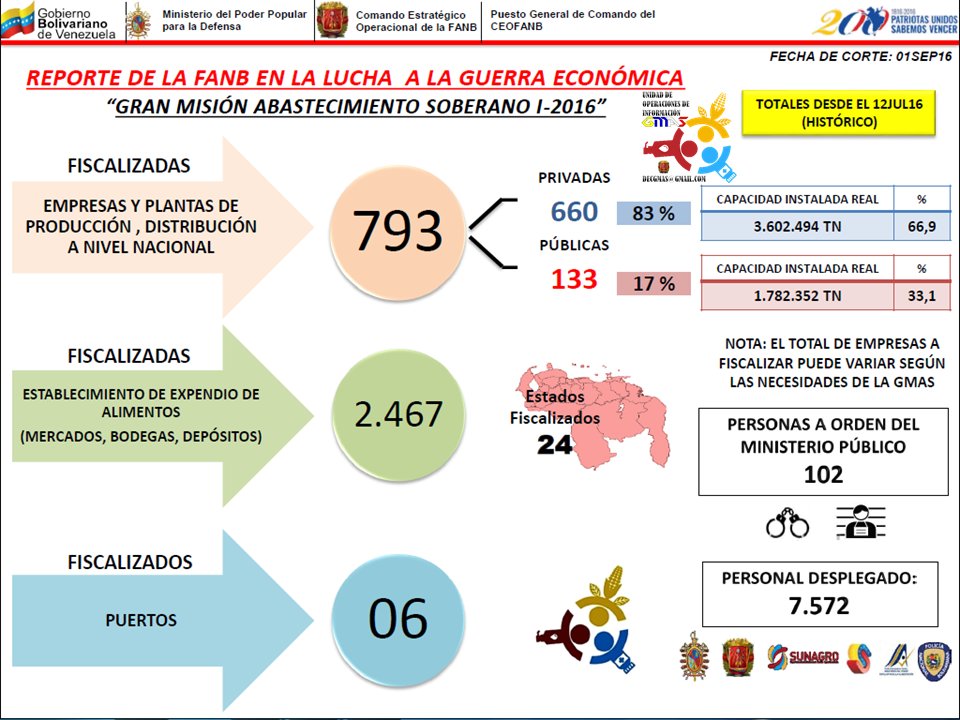 Gobierno
Bolivariano
de Venezuela
Ministerio del Poder Popular
para la Defensa
Comando Estratégico
Operacional de la FANB
Puesto General de Comando del
CEOFANB
200
1816-2016
PATRIOTAS UNIDOS
SABEMOS VENCER
FECHA DE CORTE: 01SEP16
REPORTE DE LA FANB EN LA LUCHA A LA GUERRA ECONÓMICA
“GRAN MISIÓN ABASTECIMIENTO SOBERANO I-2016”
UNIDAD DE
OPERACIONES DE
INFORMACIÓN
GMAS
DECGMAS@GMAIL.COM
TOTALES DESDE EL 12JUL16
(HISTÓRICO)
FISCALIZADAS
EMPRESAS Y PLANTAS DE
PRODUCCIÓN , DISTRIBUCIÓN
A NIVEL NACIONAL
793
PRIVADAS
660 83 %
PÚBLICAS
133 17 %
CAPACIDAD INSTALADA REAL %
3.602.494 TN 66,9
CAPACIDAD INSTALADA REAL %
1.782.352 TN 33,1
FISCALIZADAS
ESTABLECIMIENTO DE EXPENDIO DE
ALIMENTOS
(MERCADOS, BODEGAS, DEPÓSITOS)
2.467
Estados
Fiscalizados
24
NOTA: EL TOTAL DE EMPRESAS A
FISCALIZAR PUEDE VARIAR SEGÚN
LAS NECESIDADES DE LA GMAS
PERSONAS A ORDEN DEL
MINISTERIO PÚBLICO
102
FISCALIZADOS
PUERTOS
06
PERSONAL DESPLEGADO:
7.572
SUNAGRO
POLICIA